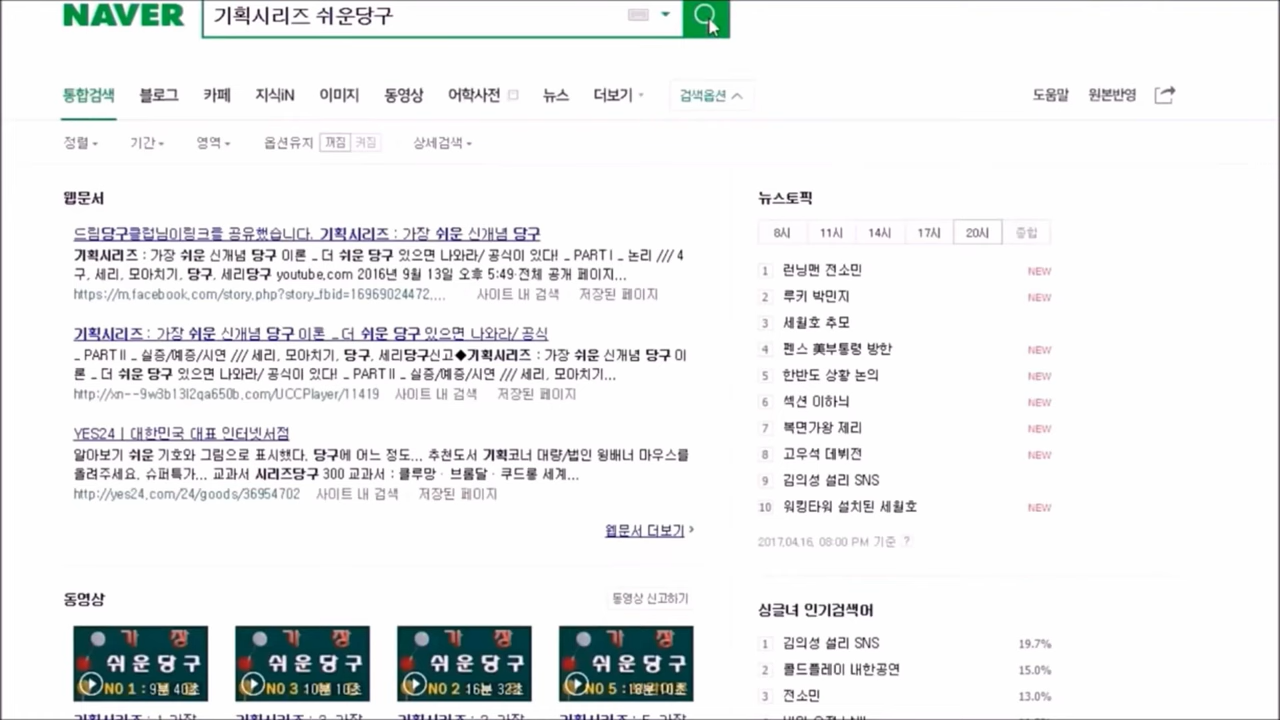 NAVER
기획시리즈 쉬운당구
통합검색 블로그 카페 지식iN 이미지 동영상 어학사전 뉴스 더보기 검색옵션 도움말 원본반영
정렬 기간 영역 옵션유지 꺼짐 켜짐 상세검색
웹문서
드림당구클럽님이링크를 공유했습니다. 기획시리즈 : 가장 쉬운 신개념 당구
기획시리즈 : 가장 쉬운 신개념 당구 이론 _ 더 쉬운 당구 있으면 나와라/ 공식이 있다! _ PART I _ 논리 /// 4
구, 세리, 모아치기, 당구, 세리당구 youtube.com 2016년 9월 13일 오후 5:49·전체 공개 페이지...
https://m.facebook.com/story.php?story_fbid=16969024472... 사이트 내 검색 저장된 페이지
기획시리즈 : 가장 쉬운 신개념 당구 이론 _ 더 쉬운 당구 있으면 나와라/ 공식
_ PART II _ 실증/예증/시연 /// 세리, 모아치기, 당구, 세리당구신고◆기획시리즈 : 가장 쉬운 신개념 당구 이
론 _ 더 쉬운 당구 있으면 나와라/ 공식이 있다! _ PART II _ 실증/예증/시연 /// 세리, 모아치기...
http://xn--9w3b13l2qa650b.com/UCCPlayer/11419 사이트 내 검색 저장된 페이지
YES24 | 대한민국 대표 인터넷서점
알아보기 쉬운 기호와 그림으로 표시했다. 당구에 어느 정도... 추천도서 기획코너 대량/법인 윙배너 마우스를
올려주세요. 슈퍼특가... 교과서 시리즈당구 300 교과서 : 클루망 · 브롬달 · 쿠드롱 세계...
http://yes24.com/24/goods/36954702 사이트 내 검색 저장된 페이지
웹문서 더보기 >
동영상
동영상 신고하기
가 장 가 장 가 장 가 장
쉬운당구 쉬운당구 쉬운당구 쉬운당구
NO 1 : 9분 40초 NO 3 10분 10초 NO 2 16분 NO 5 :
뉴스토픽
8시 11시 14시 17시 20시 종합
1 런닝맨 전소민 NEW
2 루키 박민지 NEW
3 세월호 추모
4 펜스 美부통령 방한 NEW
5 한반도 상황 논의 NEW
6 섹션 이하늬 NEW
7 복면가왕 제리 NEW
8 고우석 데뷔전 NEW
9 김의성 설리 SNS
10 워킹타워 설치된 세월호 NEW
2017.04.16. 08:00 PM 기준 ?
싱글녀 인기검색어
1 김의성 설리 SNS 19.7%
2 콜드플레이 내한공연 15.0%
3 전소민 13.0%